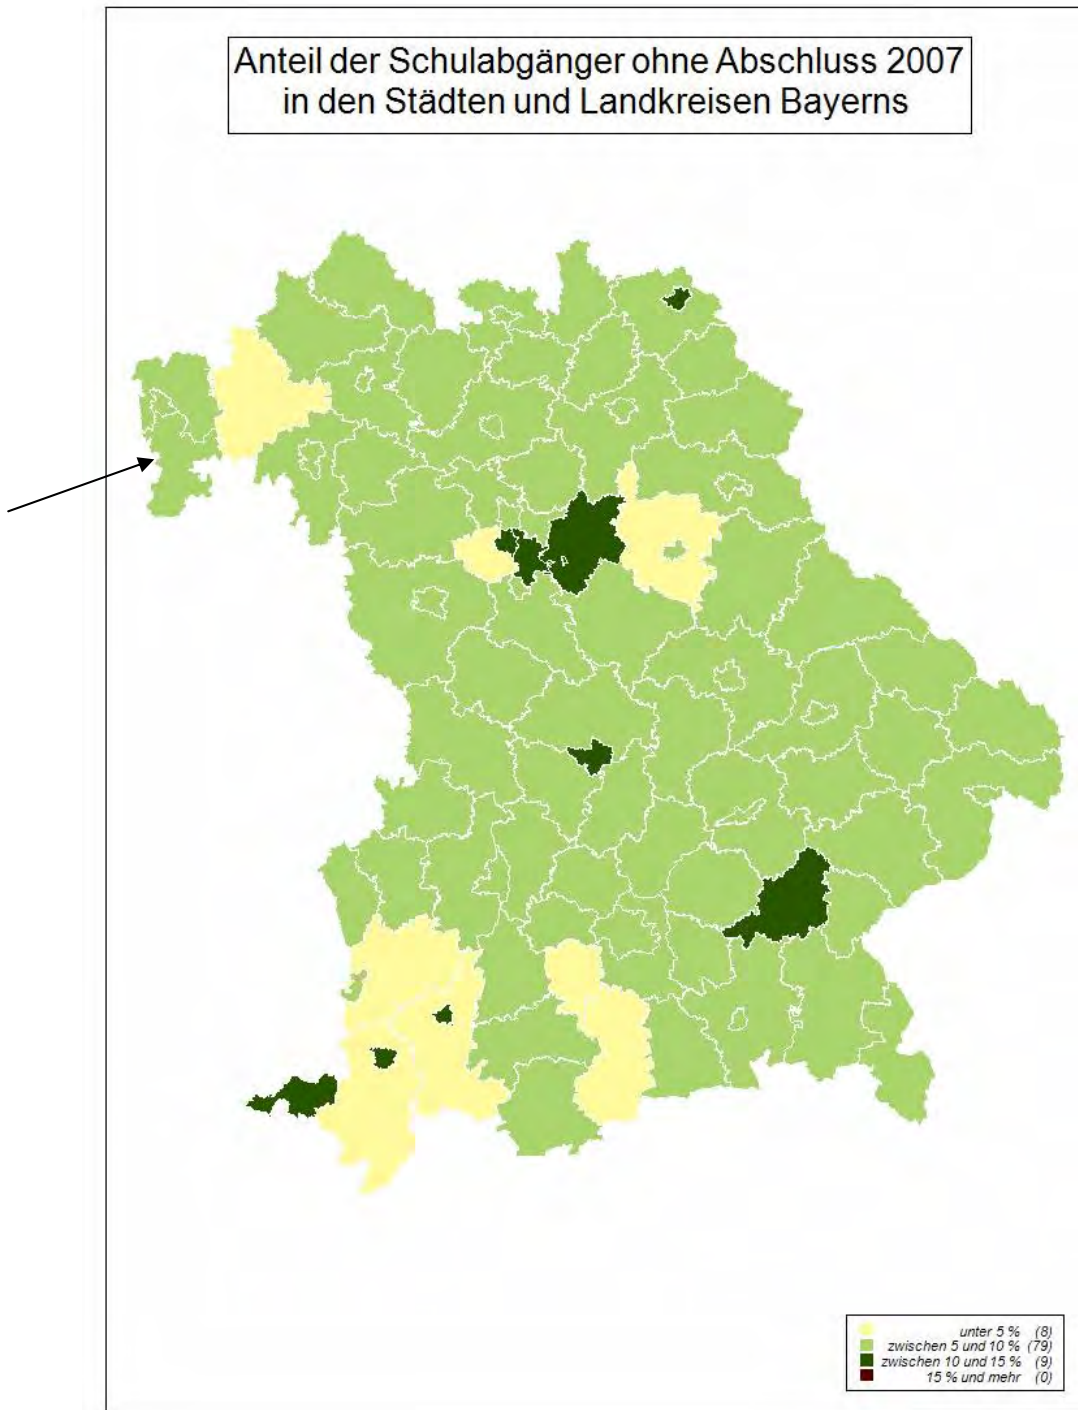 Anteil der Schulabgänger ohne Abschluss 2007
in den Städten und Landkreisen Bayerns
unter 5 % (8)
zwischen 5 und 10 % (79)
zwischen 10 und 15 % (9)
15 % und mehr (0)